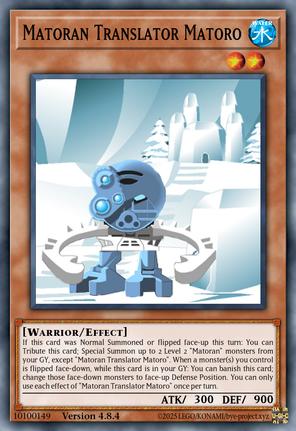 Matoran Translator Matoro
WATER
水
[Warrior/Effect]
If this card was Normal Summoned or flipped face-up this turn: You can
Tribute this card; Special Summon up to 2 Level 2 "Matoran" monsters from
your GY, except "Matoran Translator Matoro". When a monster(s) you control
is flipped face-down, while this card is in your GY: You can banish this card;
change those face-down monsters to face-up Defense Position. You can only
use each effect of "Matoran Translator Matoro" once per turn.
ATK/ 300 DEF/ 900
10100149 Version 4.8.4 ©2025 LEGO/KONAMI/bye-project.xyz